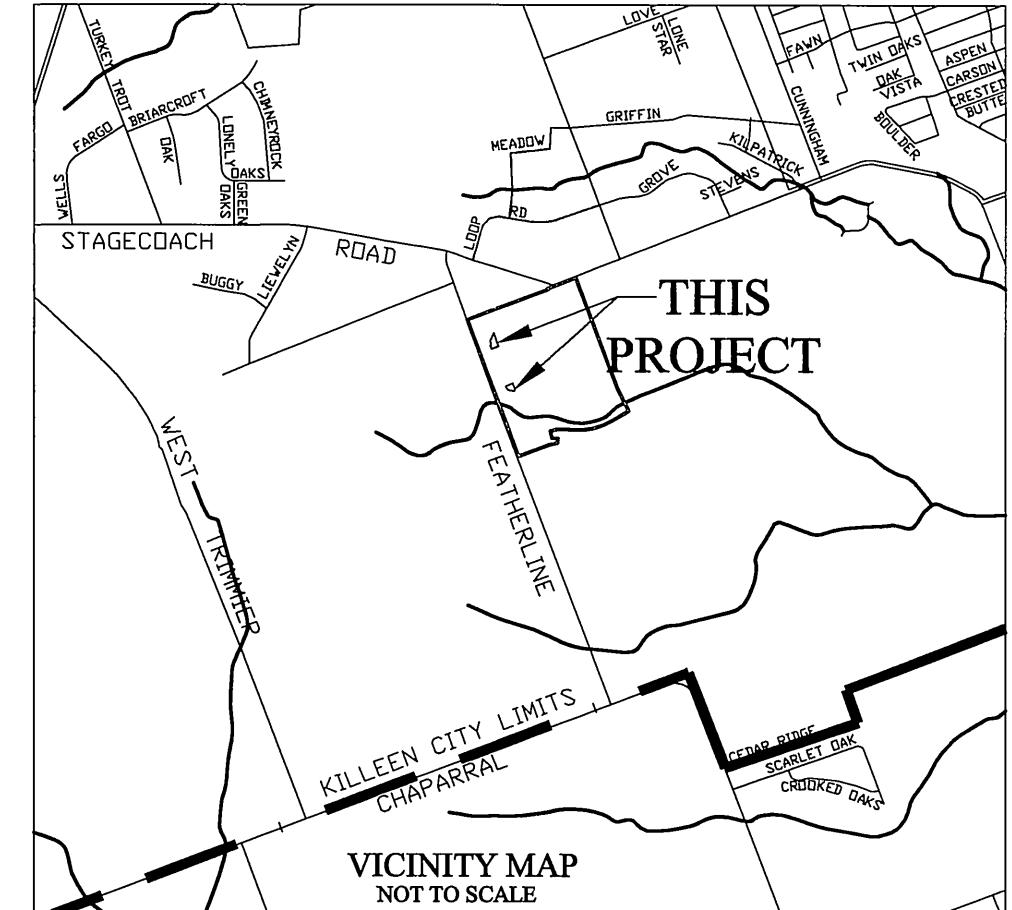 TURKEY TROT
LOVE
LONE STAR
FAWN
TWIN OAKS
OAK VISTA
ASPEN
CARSON
CRESTED BUTTE
BOULDER
CUNNINGHAM
FARGO
BRIARCROFT
CHIMNEYROCK
OAK
LONELY OAKS
GREEN OAKS
WELLS
MEADOW
GRIFFIN
KILPATRICK
GROVE
STEVENS
LOOP
RD
STAGECOACH
ROAD
BUGGY
LIEWELYN
THIS
PROJECT
WEST
TRIMMIER
FEATHERLINE
KILLEEN CITY LIMITS
CHAPARRAL
CEDAR RIDGE
SCARLET OAK
CROOKED OAKS
VICINITY MAP
NOT TO SCALE